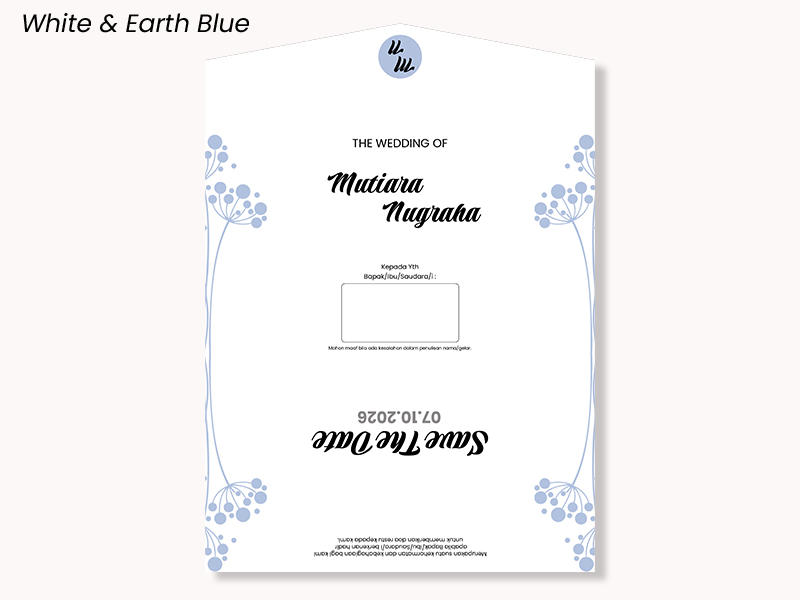 White & Earth Blue
THE WEDDING OF
Mutiara
Nugraha
Kepada Yth
Bapak/Ibu/Saudara/i :
Mohon maaf bila ada kesalahan dalam penulisan nama/gelar.
Merupakan suatu kehormatan dan kebahagiaan bagi kami
apabila Bapak/Ibu/Saudara/i berkenan hadir
untuk memberikan doa restu kepada kami.
Save The Date
07.10.2026